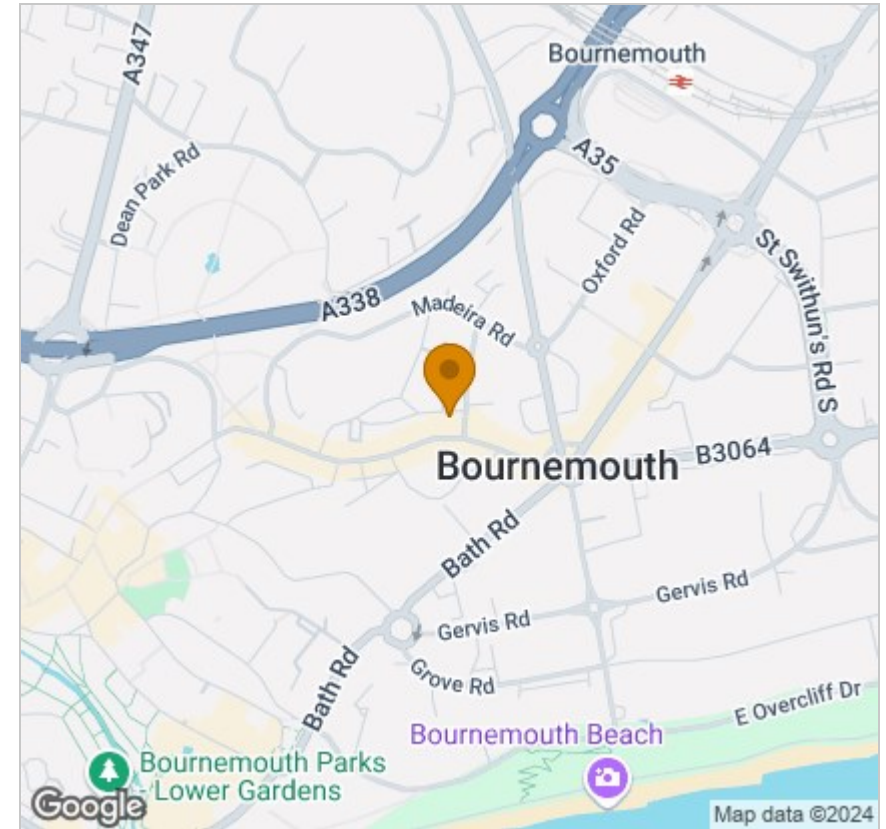 Bournemouth
A347
A35
Dean Park Rd
Oxford Rd
St Swithun's Rd S
A338
Madeira Rd
Bournemouth
B3064
Bath Rd
Gervis Rd
Gervis Rd
Grove Rd
Bath Rd
E Overcliff Dr
Bournemouth Beach
Bournemouth Parks
Lower Gardens
Google
Map data ©2024